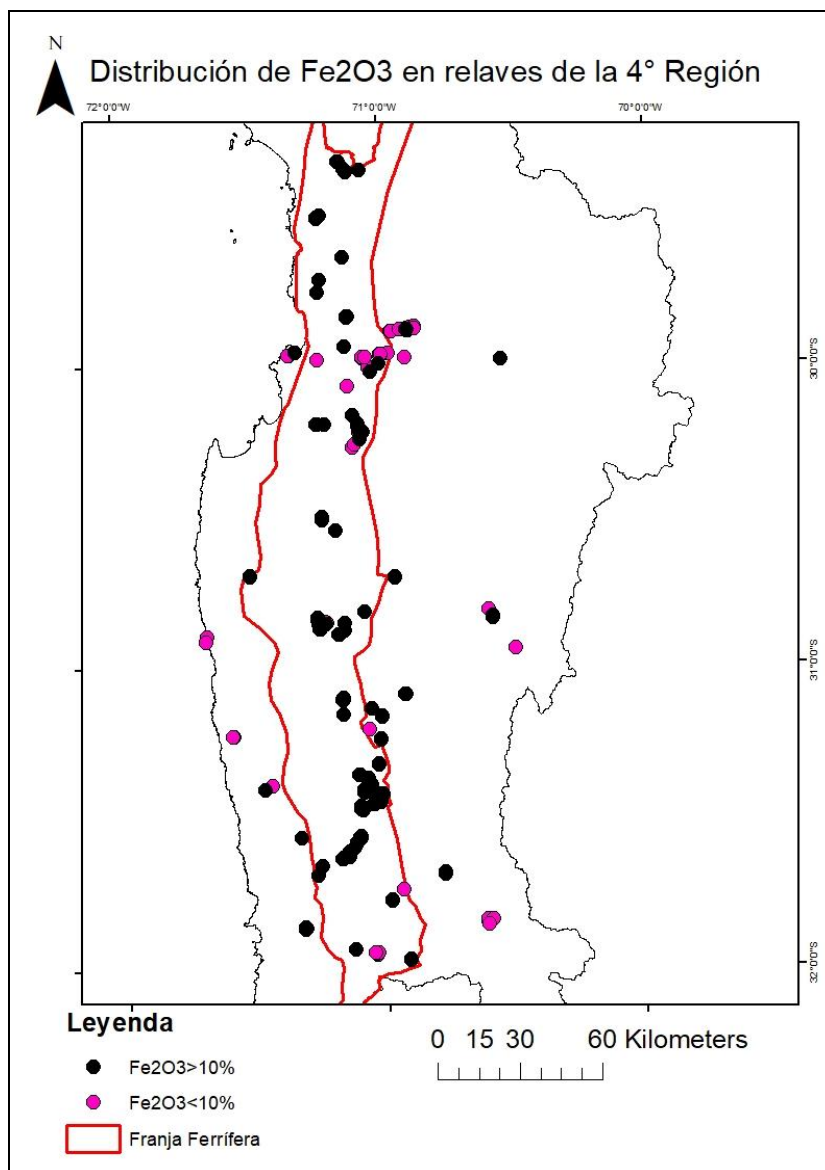 N
Distribución de Fe2O3 en relaves de la 4° Región
72°0'0"W 71°0'0"W 70°0'0"W
30°0'0"S
31°0'0"S
32°0'0"S
Leyenda
Fe2O3>10%
Fe2O3<10%
Franja Ferrífera
0 15 30 60 Kilometers